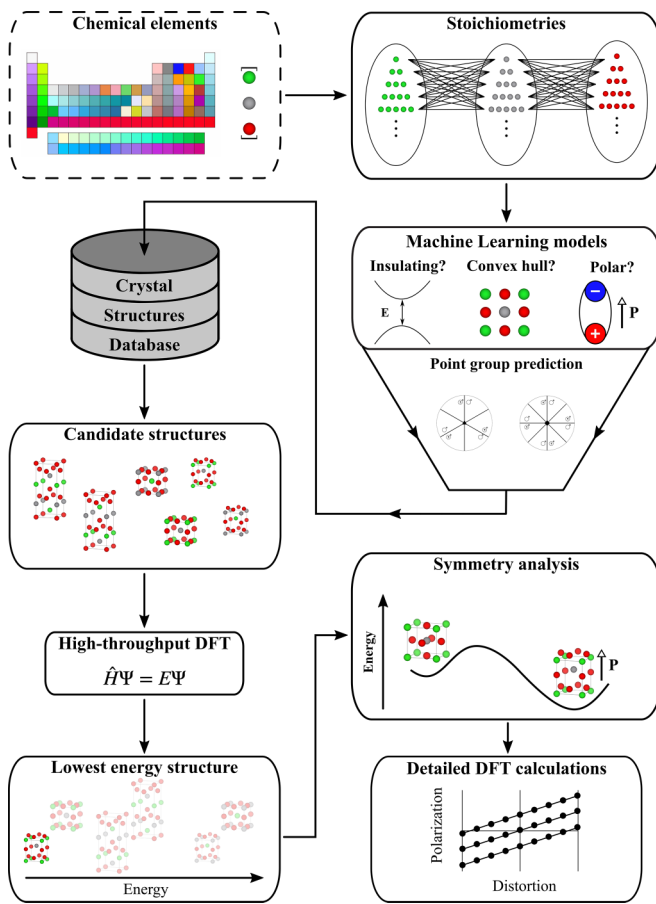 Chemical elements
Stoichiometries
Machine Learning models
Insulating?
Convex hull?
Polar?
E
−
+
P
Point group prediction
Crystal
Structures
Database
Candidate structures
High-throughput DFT
ĤΨ = EΨ
Lowest energy structure
Energy
Symmetry analysis
Energy
P
Detailed DFT calculations
Polarization
Distortion